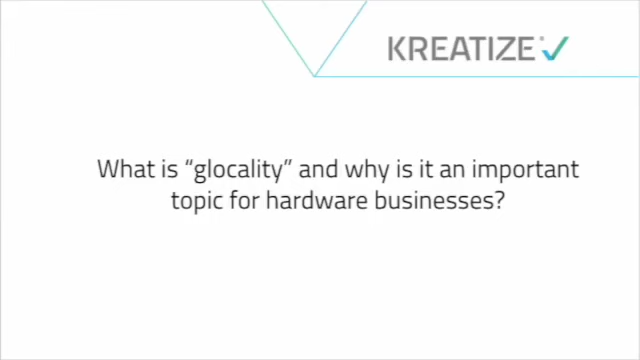 KREATIZE
What is “glocality” and why is it an important
topic for hardware businesses?